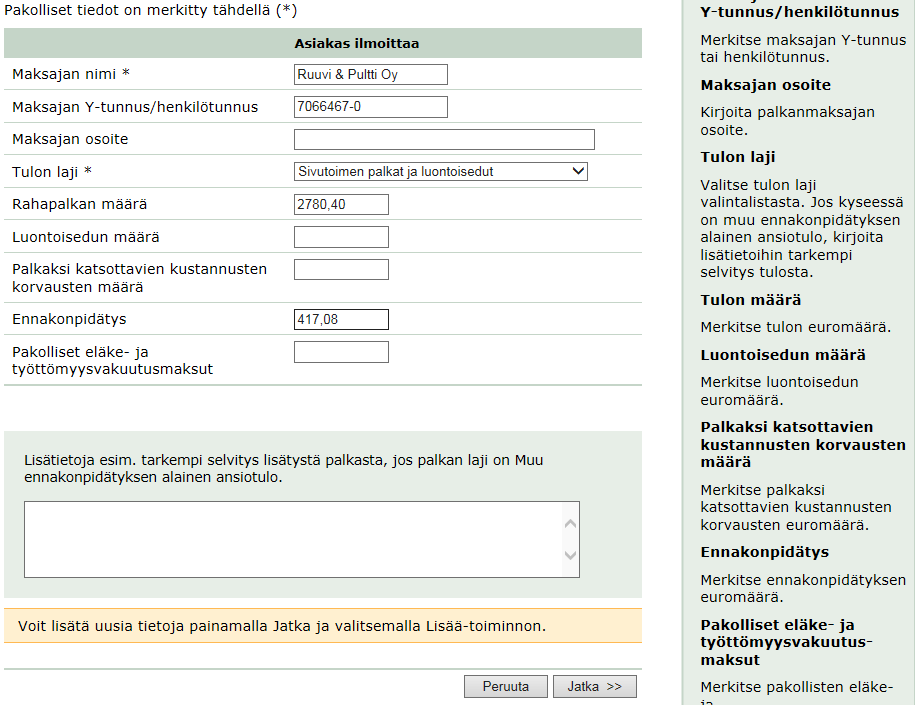 Pakolliset tiedot on merkitty tähdellä (*)
Asiakas ilmoittaa
Maksajan nimi *
Ruuvi & Pultti Oy
Maksajan Y-tunnus/henkilötunnus
7066467-0
Maksajan osoite
Tulon laji *
Sivutoimen palkat ja luontoisedut
Rahapalkan määrä
2780,40
Luontoisedun määrä
Palkaksi katsottavien kustannusten
korvausten määrä
Ennakonpidätys
417,08
Pakolliset eläke- ja
työttömyysvakuutusmaksut
Lisätietoja esim. tarkempi selvitys lisätystä palkasta, jos palkan laji on Muu
ennakonpidätyksen alainen ansiotulo.
Voit lisätä uusia tietoja painamalla Jatka ja valitsemalla Lisää-toiminnon.
Peruuta
Jatka >>
Y-tunnus/henkilötunnus
Merkitse maksajan Y-tunnus
tai henkilötunnus.
Maksajan osoite
Kirjoita palkanmaksajan
osoite.
Tulon laji
Valitse tulon laji
valintalistasta. Jos kyseessä
on muu ennakonpidätyksen
alainen ansiotulo, kirjoita
lisätietoihin tarkempi
selvitys tulosta.
Tulon määrä
Merkitse tulon euromäärä.
Luontoisedun määrä
Merkitse luontoisedun
euromäärä.
Palkaksi katsottavien
kustannusten korvausten
määrä
Merkitse palkaksi
katsottavien kustannusten
korvausten euromäärä.
Ennakonpidätys
Merkitse ennakonpidätyksen
euromäärä.
Pakolliset eläke- ja
työttömyysvakuutus-
maksut
Merkitse pakollisten eläke-
ja